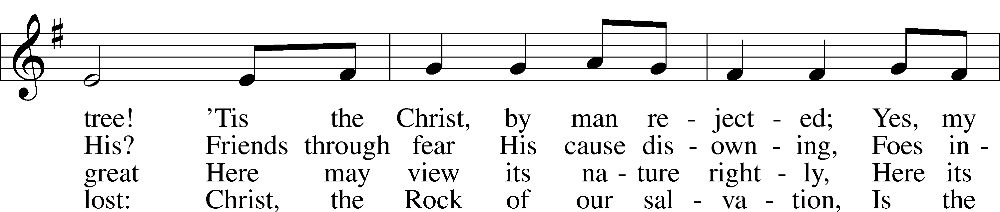 tree! ’Tis the Christ, by man re - ject - ed; Yes, my
His? Friends through fear His cause dis - own - ing, Foes in -
great Here may view its na - ture right - ly, Here its
lost: Christ, the Rock of our sal - va - tion, Is the